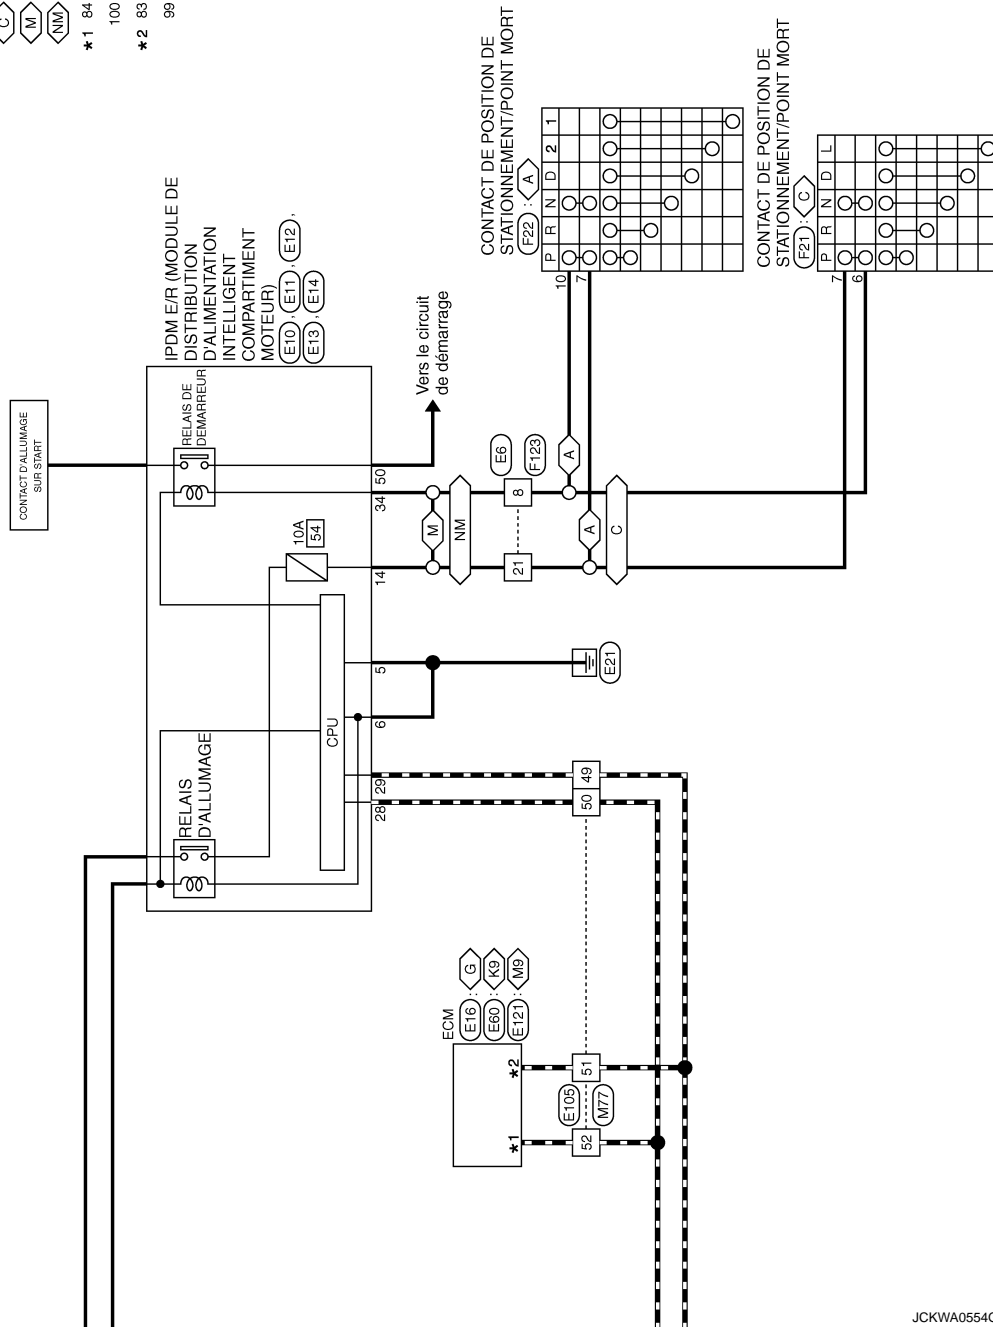 C
M
NM
*1 84
100
*2 83
99
CONTACT D'ALLUMAGE
SUR START
IPDM E/R (MODULE DE
DISTRIBUTION
D'ALIMENTATION
INTELLIGENT
COMPARTIMENT
MOTEUR)
E10 , E11 , E12 ,
E13 , E14
RELAIS DE
DEMARREUR
10A
54
CPU
RELAIS
D'ALLUMAGE
50
34
14
5
6
29
28
Vers le circuit
de démarrage
M
NM
E6
F123
8
21
A
A
C
E21
49
50
ECM
E16 : G
E60 : K9
E121 : M9
*2
*1
51
52
E105
M77
CONTACT DE POSITION DE
STATIONNEMENT/POINT MORT
F22 : A
P R N D 2 1
10
7
CONTACT DE POSITION DE
STATIONNEMENT/POINT MORT
F21 : C
P R N D L
7
6